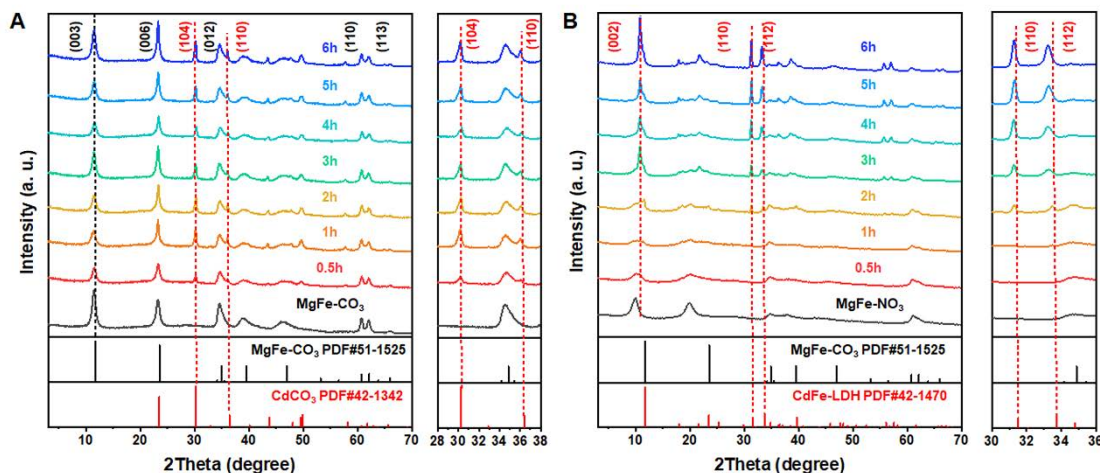 A
(003)
(006)
(104)
(012)
(110)
(110)
(113)
6h
5h
4h
3h
2h
1h
0.5h
MgFe-CO₃
MgFe-CO₃ PDF#51-1525
CdCO₃ PDF#42-1342
Intensity (a. u.)
10 20 30 40 50 60 70
2Theta (degree)
(104)
(110)
28 30 32 34 36 38
B
(002)
(110)
(112)
6h
5h
4h
3h
2h
1h
0.5h
MgFe-NO₃
MgFe-CO₃ PDF#51-1525
CdFe-LDH PDF#42-1470
Intensity (a. u.)
10 20 30 40 50 60 70
2Theta (degree)
(110)
(112)
30 32 34 36